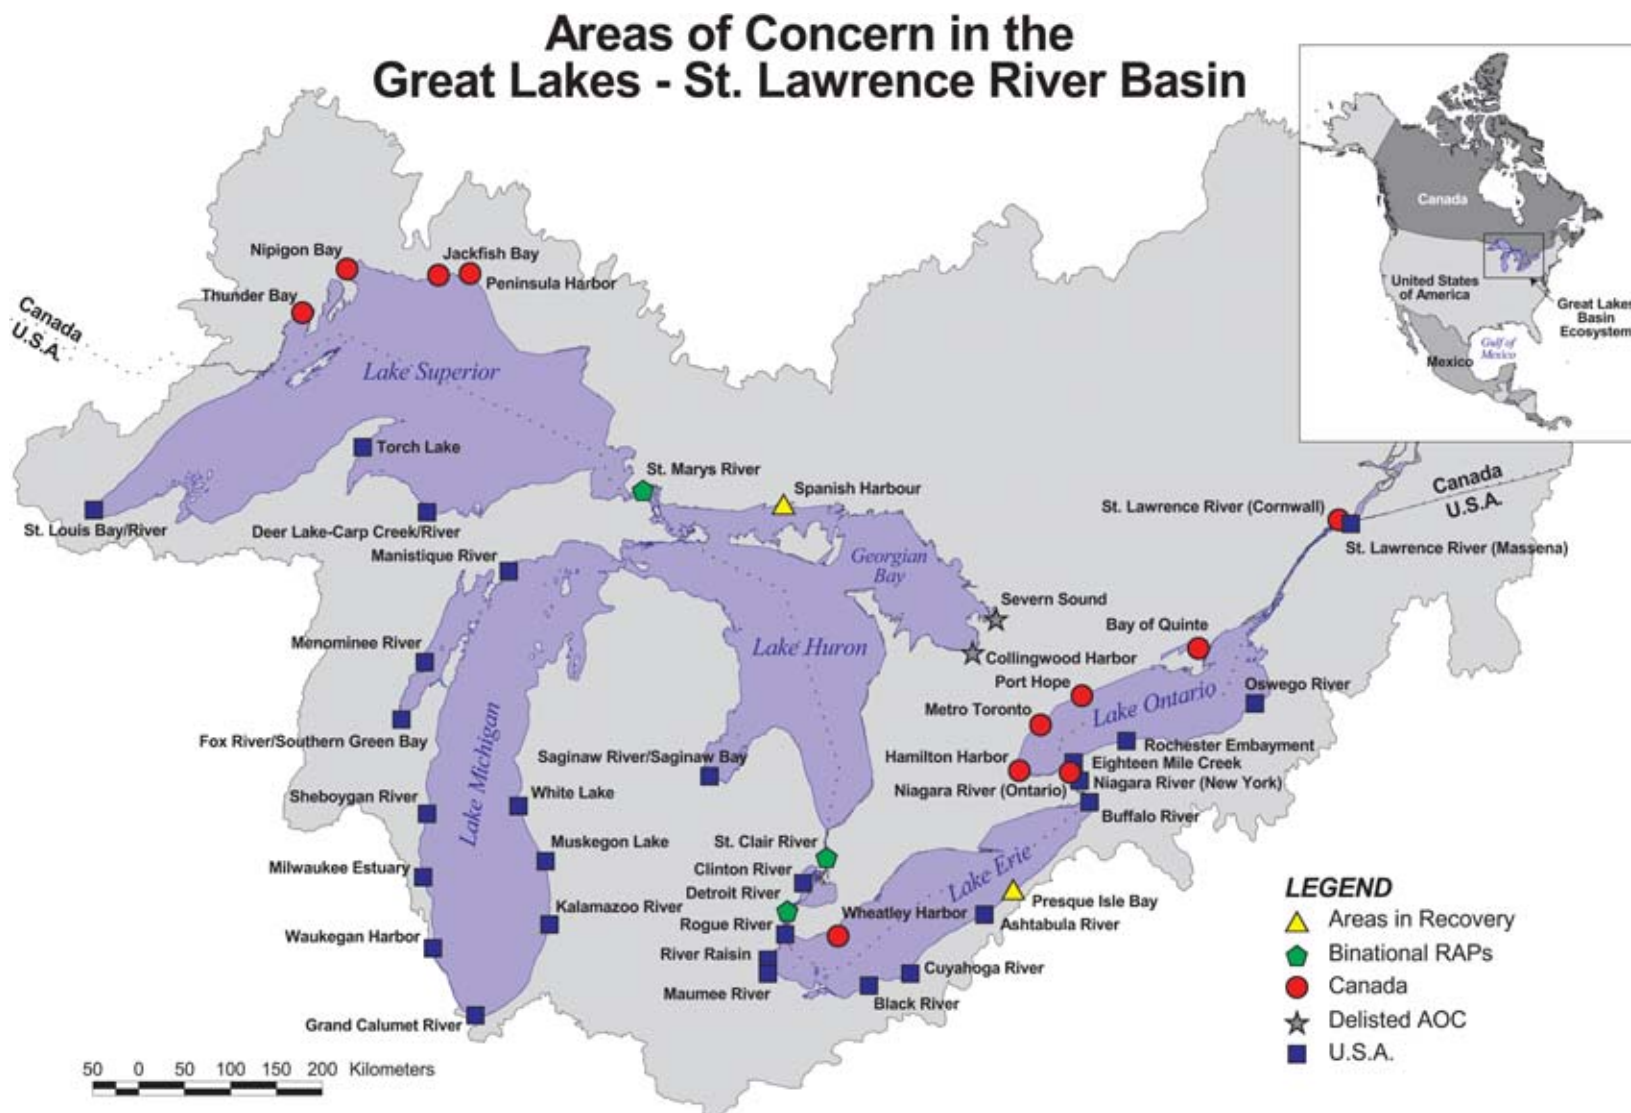 Areas of Concern in the
Great Lakes - St. Lawrence River Basin
Canada
United States
of America
Great Lakes
Basin
Ecosystem
Gulf of
Mexico
Mexico
Nipigon Bay
Jackfish Bay
Peninsula Harbor
Thunder Bay
Canada
U.S.A.
Lake Superior
Torch Lake
St. Marys River
Spanish Harbour
St. Louis Bay/River
Deer Lake-Carp Creek/River
Manistique River
Georgian
Bay
Canada
U.S.A.
St. Lawrence River (Cornwall)
St. Lawrence River (Massena)
Severn Sound
Bay of Quinte
Menominee River
Lake Huron
Collingwood Harbor
Port Hope
Oswego River
Lake Ontario
Metro Toronto
Fox River/Southern Green Bay
Lake Michigan
Saginaw River/Saginaw Bay
Hamilton Harbor
Rochester Embayment
Eighteen Mile Creek
Niagara River (Ontario)
Niagara River (New York)
Buffalo River
Sheboygan River
White Lake
Muskegon Lake
St. Clair River
Clinton River
Detroit River
Lake Erie
Milwaukee Estuary
Kalamazoo River
Rogue River
Wheatley Harbor
Presque Isle Bay
Ashtabula River
Waukegan Harbor
River Raisin
Maumee River
Cuyahoga River
Black River
Grand Calumet River
LEGEND
Areas in Recovery
Binational RAPs
Canada
Delisted AOC
U.S.A.
50 0 50 100 150 200 Kilometers